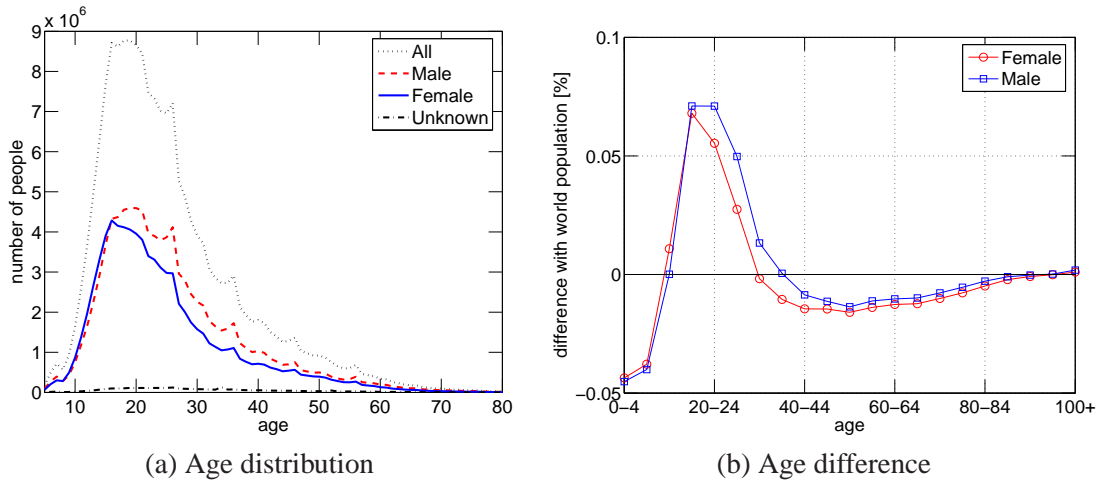 x 10⁶
9
8
7
6
5
4
3
2
1
0
number of people
10 20 30 40 50 60 70 80
age
All
Male
Female
Unknown
(a) Age distribution
0.1
0.05
0
−0.05
difference with world population [%]
0−4 20−24 40−44 60−64 80−84 100+
age
Female
Male
(b) Age difference